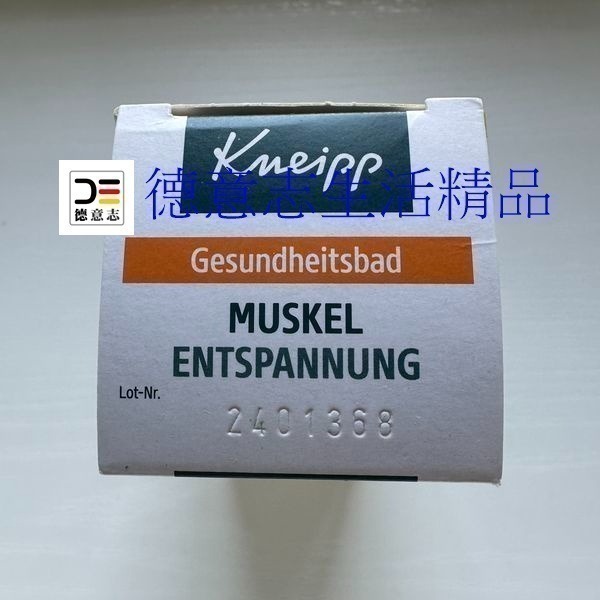 Kneipp
DE
德意志
德意志生活精品
Gesundheitsbad
MUSKEL
ENTSPANNUNG
Lot-Nr.
2401368